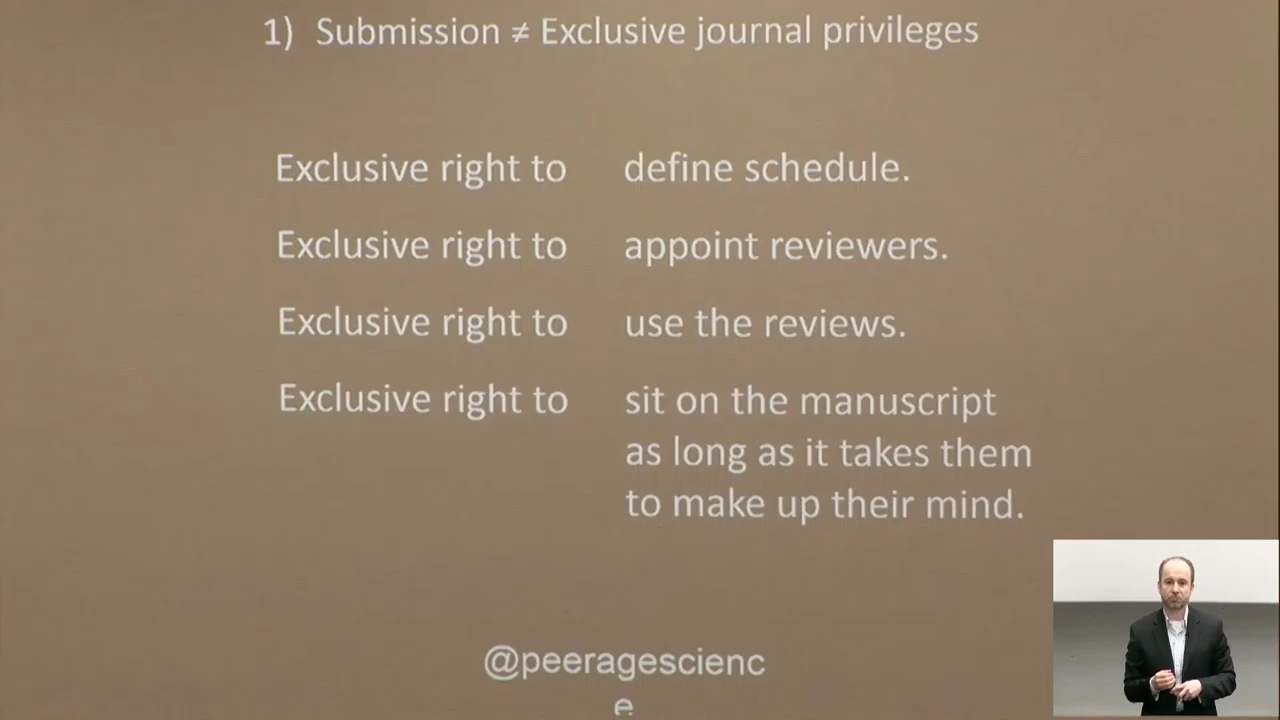 1) Submission ≠ Exclusive journal privileges
Exclusive right to define schedule.
Exclusive right to appoint reviewers.
Exclusive right to use the reviews.
Exclusive right to sit on the manuscript
as long as it takes them
to make up their mind.
@peeragescienc
e